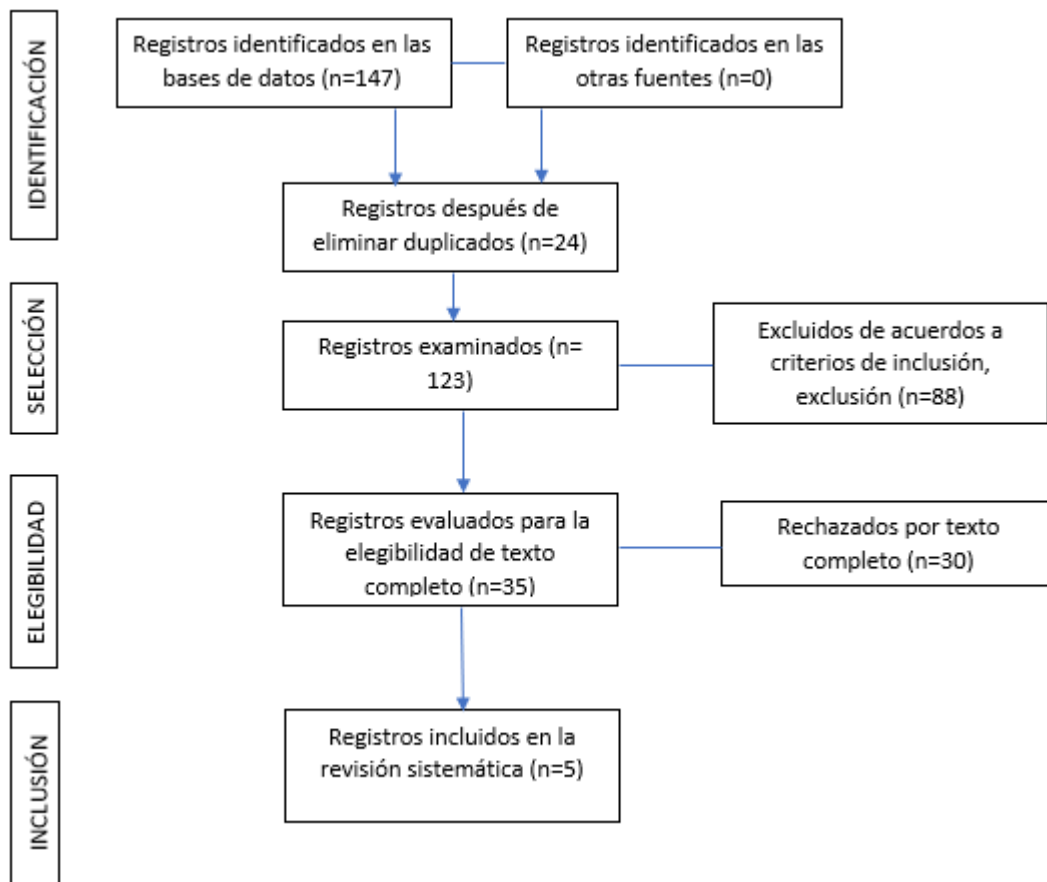 IDENTIFICACIÓN
Registros identificados en las
bases de datos (n=147)
Registros identificados en las
otras fuentes (n=0)
Registros después de
eliminar duplicados (n=24)
SELECCIÓN
Registros examinados (n=
123)
Excluidos de acuerdos a
criterios de inclusión,
exclusión (n=88)
ELEGIBILIDAD
Registros evaluados para la
elegibilidad de texto
completo (n=35)
Rechazados por texto
completo (n=30)
INCLUSIÓN
Registros incluidos en la
revisión sistemática (n=5)